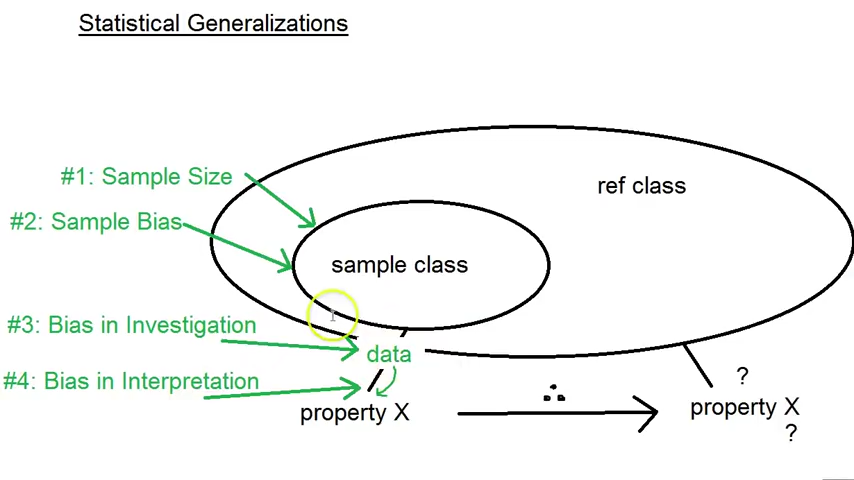 Statistical Generalizations
#1: Sample Size
ref class
#2: Sample Bias
sample class
#3: Bias in Investigation
data
#4: Bias in Interpretation
?
property X
∴
property X
?